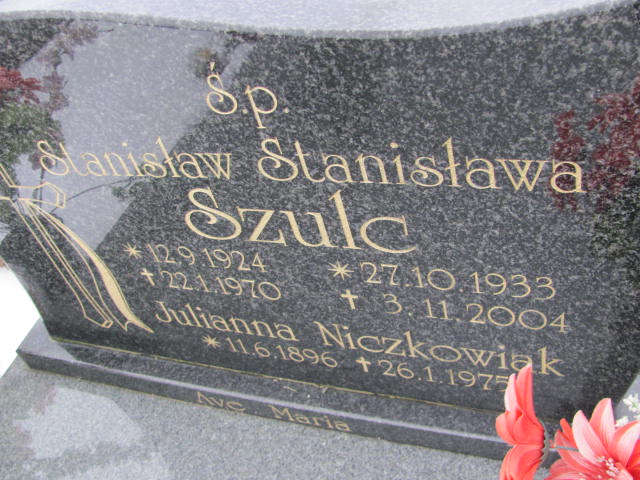 Ś.p.
Stanisław Stanisława
Szulc
* 12.9.1924 * 27.10.1933
✝ 22.1.1970 ✝ 3.11.2004
Julianna Niczkowiak
* 11.6.1896 ✝ 26.1.1975
Ave Maria